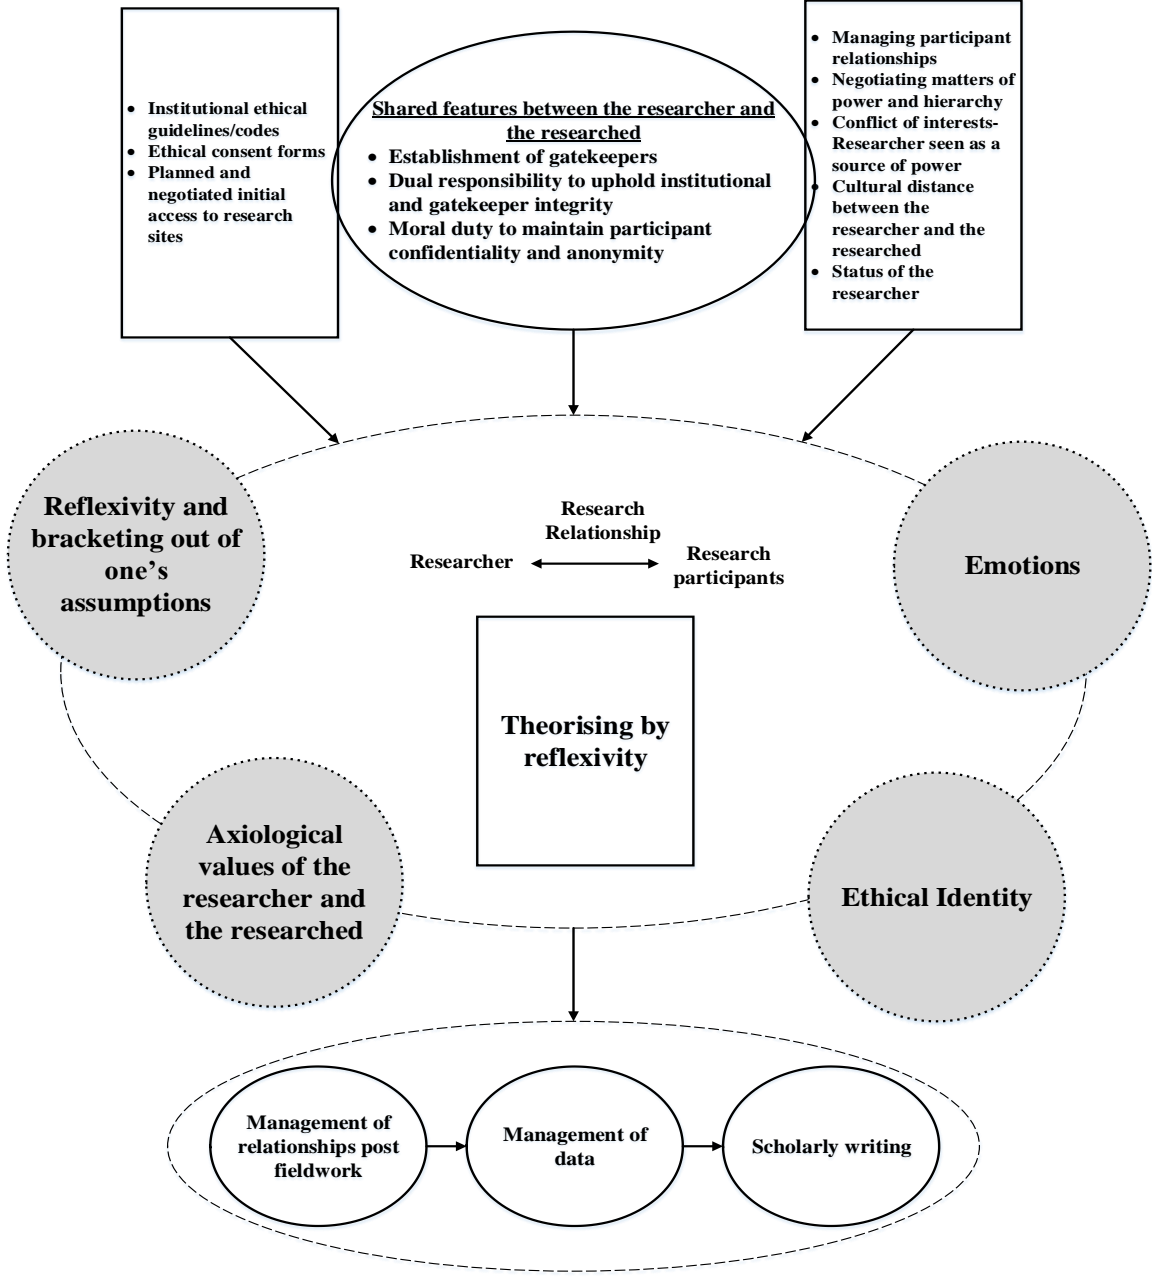 • Institutional ethical
guidelines/codes
• Ethical consent forms
• Planned and
negotiated initial
access to research
sites
Shared features between the researcher and
the researched
• Establishment of gatekeepers
• Dual responsibility to uphold institutional
and gatekeeper integrity
• Moral duty to maintain participant
confidentiality and anonymity
• Managing participant
relationships
• Negotiating matters of
power and hierarchy
• Conflict of interests-
Researcher seen as a
source of power
• Cultural distance
between the
researcher and the
researched
• Status of the
researcher
Reflexivity and
bracketing out of
one’s
assumptions
Research
Relationship
Researcher
Research
participants
Emotions
Theorising by
reflexivity
Axiological
values of the
researcher and
the researched
Ethical Identity
Management of
relationships post
fieldwork
Management of
data
Scholarly writing